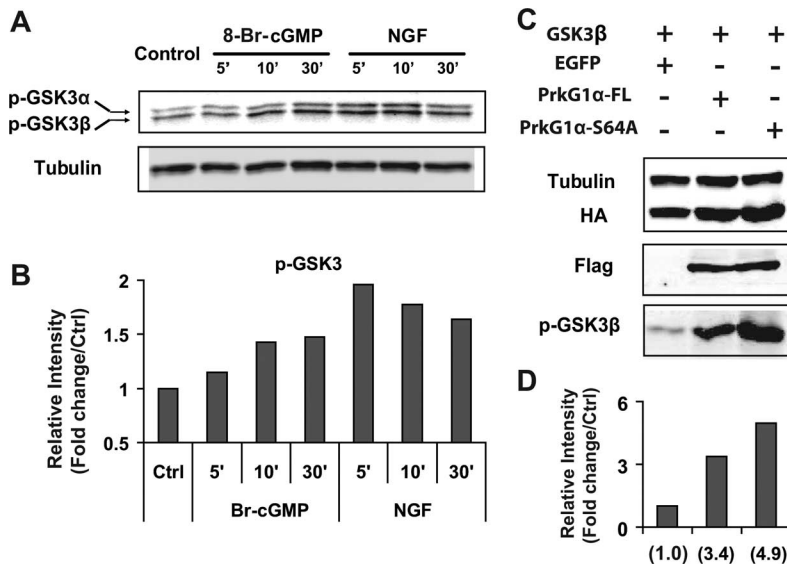 A
Control
8-Br-cGMP
NGF
5’ 10’ 30’ 5’ 10’ 30’
p-GSK3α
p-GSK3β
Tubulin
B
p-GSK3
Relative Intensity
(Fold change/Ctrl)
2
1.5
1
0.5
Ctrl 5' 10' 30' 5' 10' 30'
Br-cGMP NGF
C
GSK3β + + +
EGFP + - -
PrkG1α-FL - + -
PrkG1α-S64A - - +
Tubulin
HA
Flag
p-GSK3β
D
Relative Intensity
(Fold change/Ctrl)
6
3
0
(1.0) (3.4) (4.9)